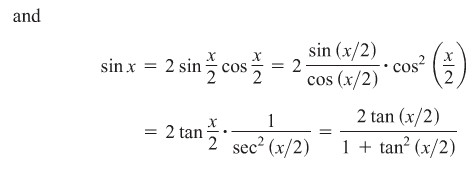 and
sin x = 2 sin x/2 cos x/2 = 2 sin (x/2)/cos (x/2) · cos² (x/2)
= 2 tan x/2 · 1/sec² (x/2) = 2 tan (x/2)/1 + tan² (x/2)